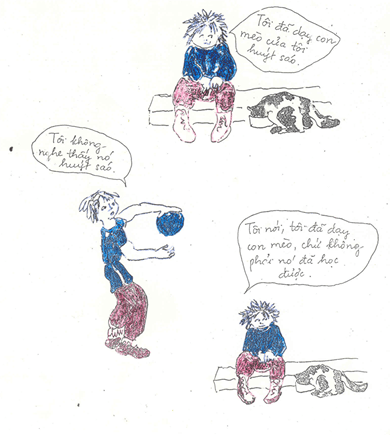 Tôi đã dạy con
mèo của tôi
huýt sáo.
Tôi không
nghe thấy nó
huýt sáo.
Tôi nói, tôi đã dạy
con mèo, chứ không
phải nó đã học
được.